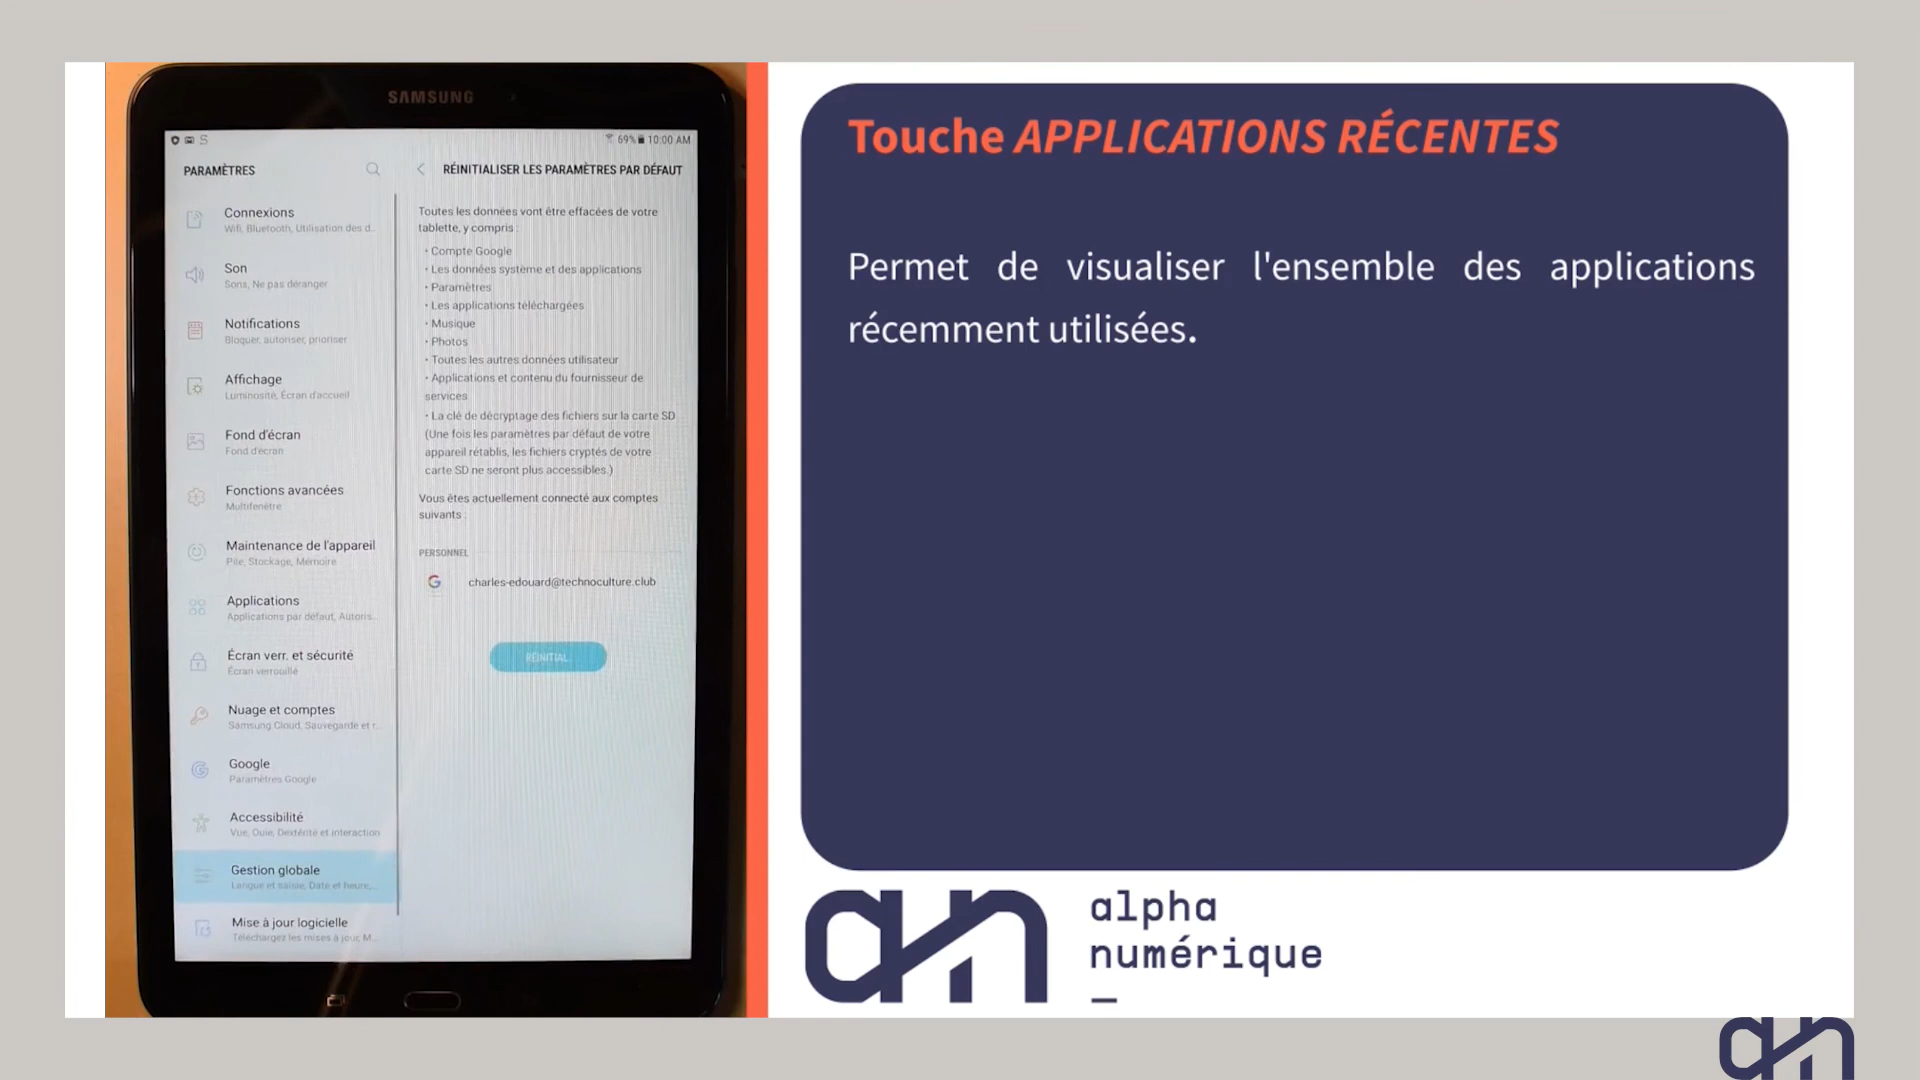 SAMSUNG
69% 10:00 AM
PARAMÈTRES
Connexions
Wifi, Bluetooth, Utilisation des d...
Son
Sons, Ne pas déranger
Notifications
Bloquer, autoriser, prioriser
Affichage
Luminosité, Écran d'accueil
Fond d'écran
Fond d'écran
Fonctions avancées
Multifenêtre
Maintenance de l'appareil
Pile, Stockage, Mémoire
Applications
Applications par défaut, Autoris...
Écran verr. et sécurité
Écran verrouillé
Nuage et comptes
Samsung Cloud, Sauvegarde et r...
Google
Paramètres Google
Accessibilité
Vue, Ouïe, Dextérité et interaction
Gestion globale
Langue et saisie, Date et heure,...
Mise à jour logicielle
Téléchargez les mises à jour, M...
RÉINITIALISER LES PARAMÈTRES PAR DÉFAUT
Toutes les données vont être effacées de votre
tablette, y compris :
• Compte Google
• Les données système et des applications
• Paramètres
• Les applications téléchargées
• Musique
• Photos
• Toutes les autres données utilisateur
• Applications et contenu du fournisseur de
services
• La clé de décryptage des fichiers sur la carte SD
(Une fois les paramètres par défaut de votre
appareil rétablis, les fichiers cryptés de votre
carte SD ne seront plus accessibles.)
Vous êtes actuellement connecté aux comptes
suivants :
PERSONNEL
charles-edouard@technoculture.club
RÉINITIAL.
Touche APPLICATIONS RÉCENTES
Permet de visualiser l'ensemble des applications
récemment utilisées.
an
alpha
numérique
an